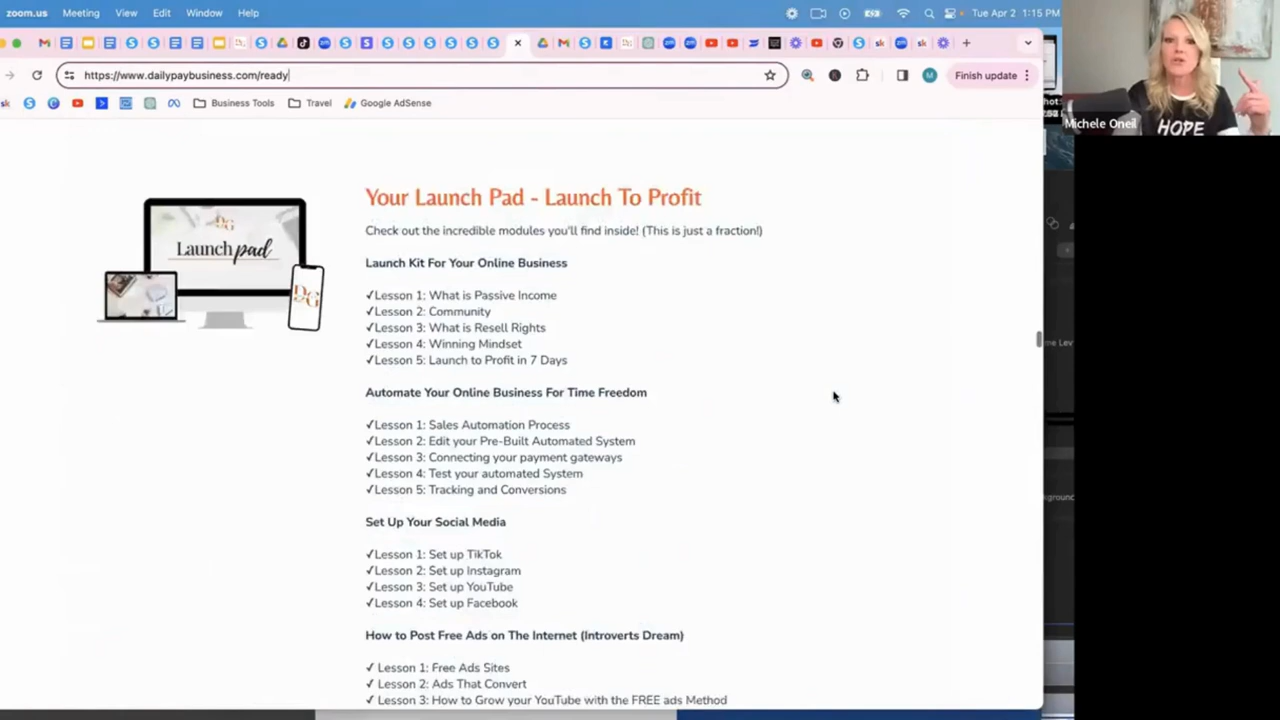 zoom.us Meeting View Edit Window Help Tue Apr 2 1:15 PM
https://www.dailypaybusiness.com/ready M Finish update
Business Tools Travel Google AdSense
Michele Oneil
HOPE
Your Launch Pad - Launch To Profit
Check out the incredible modules you'll find inside! (This is just a fraction!)
Launchpad
D&G
Launch Kit For Your Online Business
✓Lesson 1: What is Passive Income
✓Lesson 2: Community
✓Lesson 3: What is Resell Rights
✓Lesson 4: Winning Mindset
✓Lesson 5: Launch to Profit in 7 Days
Automate Your Online Business For Time Freedom
✓Lesson 1: Sales Automation Process
✓Lesson 2: Edit your Pre-Built Automated System
✓Lesson 3: Connecting your payment gateways
✓Lesson 4: Test your automated System
✓Lesson 5: Tracking and Conversions
Set Up Your Social Media
✓Lesson 1: Set up TikTok
✓Lesson 2: Set up Instagram
✓Lesson 3: Set up YouTube
✓Lesson 4: Set up Facebook
How to Post Free Ads on The Internet (Introverts Dream)
✓ Lesson 1: Free Ads Sites
✓ Lesson 2: Ads That Convert
✓ Lesson 3: How to Grow your YouTube with the FREE ads Method